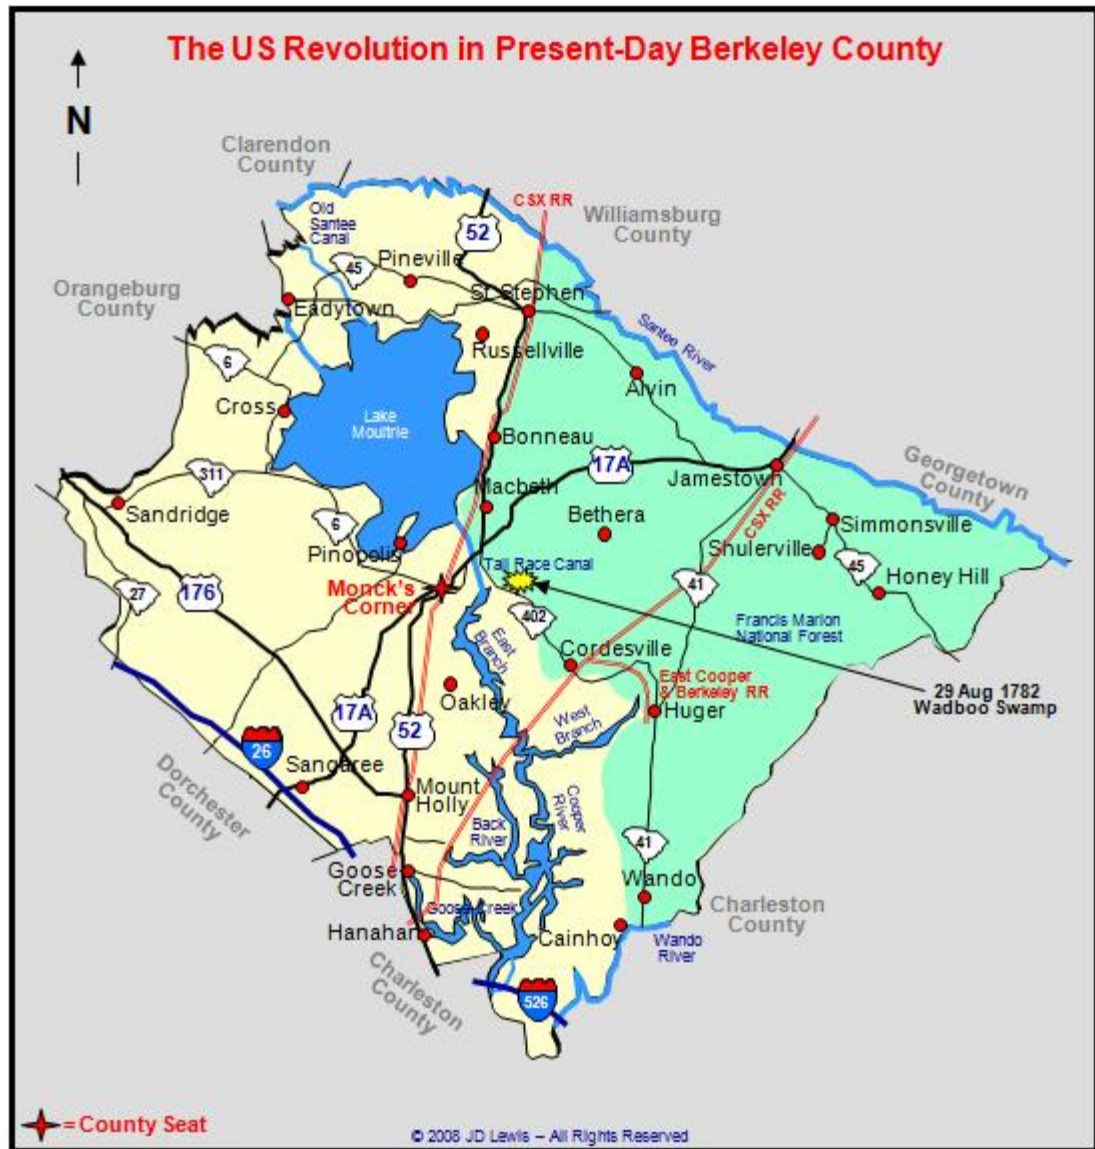 The US Revolution in Present-Day Berkeley County
N
Clarendon
County
CSX RR
Williamsburg
County
Old
Santee
Canal
52
45
Pineville
Orangeburg
County
St Stephen
Eadytown
Santee River
Russellville
6
Alvin
Cross
Lake
Moultrie
Bonneau
17A
Georgetown
County
311
Macbeth
Jamestown
CSX RR
Sandridge
Bethera
Simmonsville
6
Shulerville
Pinopolis
Tail Race Canal
45
Honey Hill
Monck's
Corner
41
27
176
402
Francis Marion
National Forest
East
Branch
Cordesville
29 Aug 1782
Wadboo Swamp
East Cooper
& Berkeley RR
Oakley
Huger
17A
52
West
Branch
26
Sangaree
Mount
Holly
Dorchester
County
Cooper
River
Back
River
41
Goose
Creek
Wando
Goose Creek
Charleston
County
Hanahan
Cainhoy
Wando
River
Charleston
County
526
= County Seat
© 2008 JD Lewis – All Rights Reserved